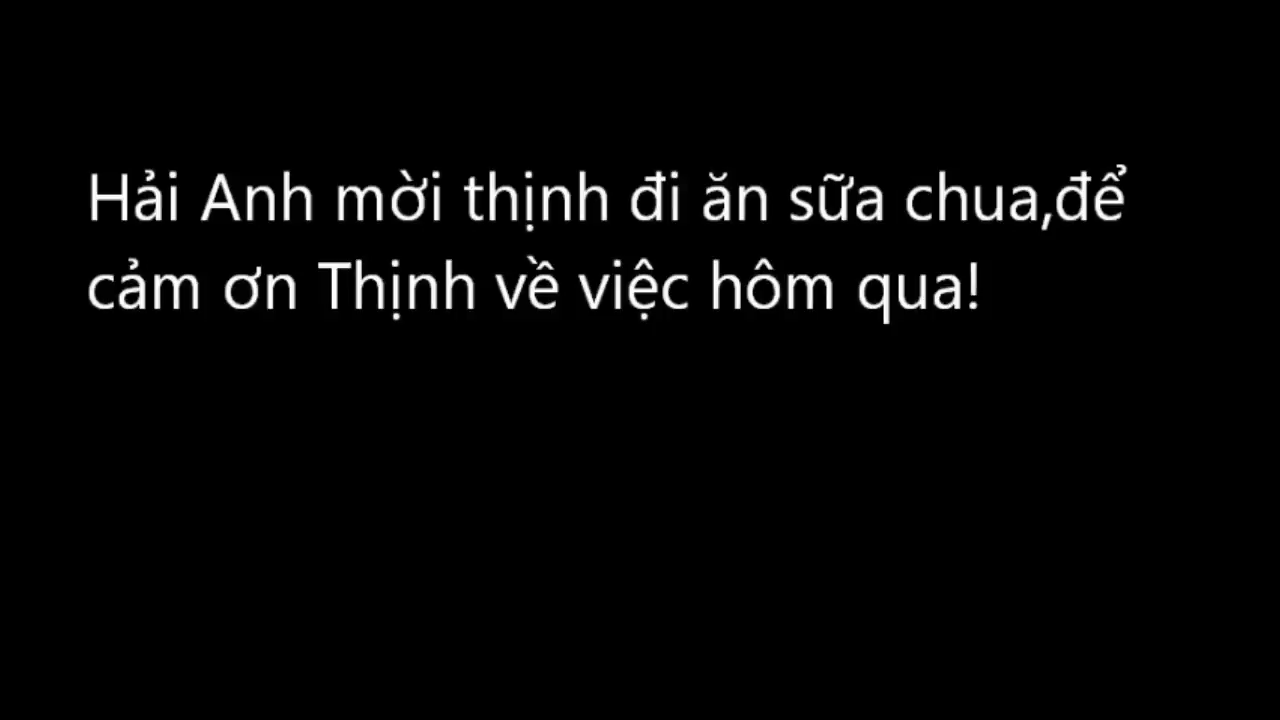 Hải Anh mời thịnh đi ăn sữa chua,để
cảm ơn Thịnh về việc hôm qua!